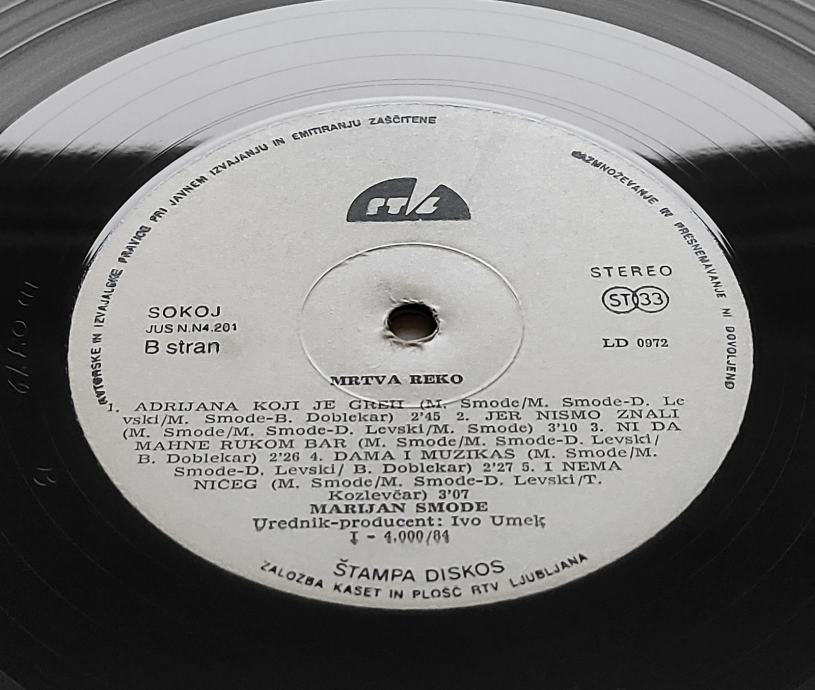 AVTORSKE IN IZVAJALSKE PRAVICE PRI JAVNEM IZVAJANJU IN EMITIRANJU ZAŠČITENE
RAZMNOŽEVANJE IN PRESNEMAVANJE NI DOVOLJENO
STEREO
ST 33
SOKOJ
JUS N.N4.201
B stran
LD 0972
MRTVA REKO
1. ADRIJANA KOJI JE GREH (M. Smode/M. Smode-D. Le
vski/M. Smode-B. Doblekar) 2'45 2. JER NISMO ZNALI
(M. Smode/M. Smode-D. Levski/M. Smode) 3'10 3. NI DA
MAHNE RUKOM BAR (M. Smode/M. Smode-D. Levski/
B. Doblekar) 2'26 4. DAMA I MUZIKAS (M. Smode/M.
Smode-D. Levski/ B. Doblekar) 2'27 5. I NEMA
NIČEG (M. Smode/M. Smode-D. Levski/T.
Kozlevčar) 3'07
MARIJAN SMODE
Urednik-producent: Ivo Umek
I - 4.000/84
ŠTAMPA DISKOS
ZALOZBA KASET IN PLOŠČ RTV LJUBLJANA